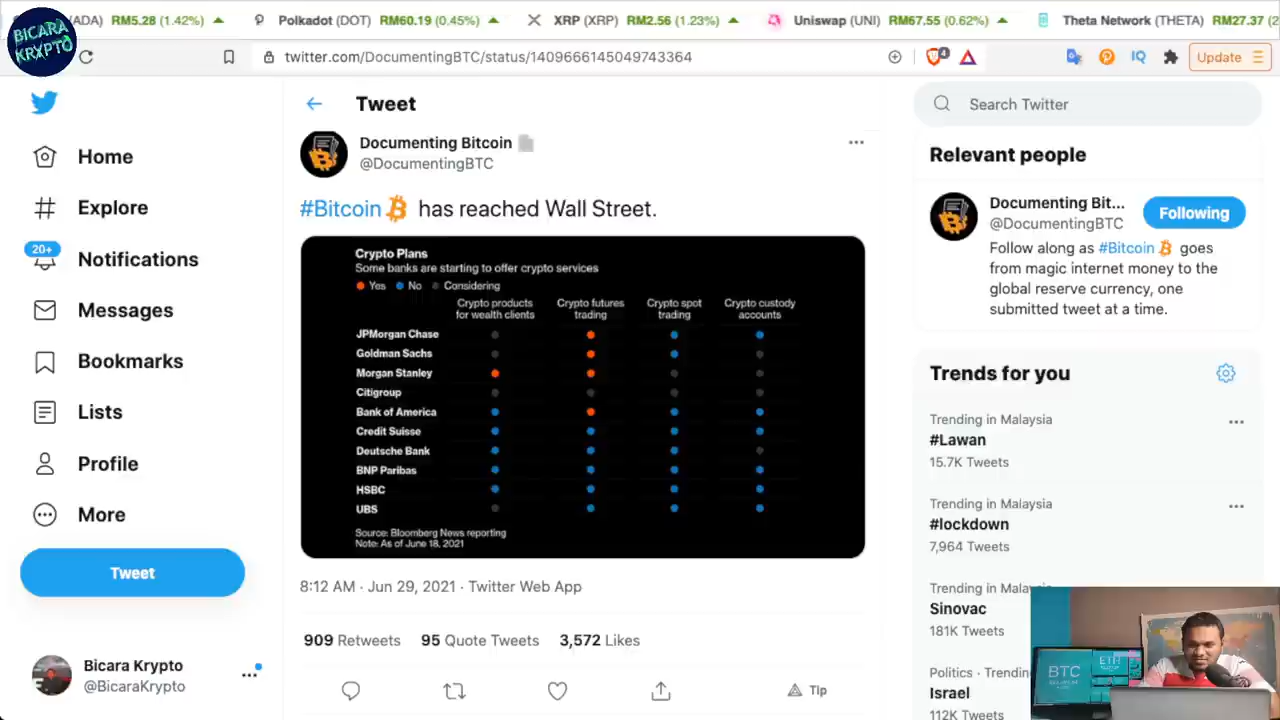 (ADA) RM5.28 (1.42%) Polkadot (DOT) RM60.19 (0.45%) XRP (XRP) RM2.56 (1.23%) Uniswap (UNI) RM67.55 (0.62%) Theta Network (THETA) RM27.37
BICARA
KRYPTO
twitter.com/DocumentingBTC/status/1409666145049743364
4
IQ
Update
Home
Explore
20+
Notifications
Messages
Bookmarks
Lists
Profile
More
Tweet
Bicara Krypto
@BicaraKrypto
Tweet
Documenting Bitcoin
@DocumentingBTC
#Bitcoin has reached Wall Street.
Crypto Plans
Some banks are starting to offer crypto services
Yes No Considering
Crypto products for wealth clients
Crypto futures trading
Crypto spot trading
Crypto custody accounts
JPMorgan Chase
Goldman Sachs
Morgan Stanley
Citigroup
Bank of America
Credit Suisse
Deutsche Bank
BNP Paribas
HSBC
UBS
Source: Bloomberg News reporting
Note: As of June 18, 2021
8:12 AM · Jun 29, 2021 · Twitter Web App
909 Retweets 95 Quote Tweets 3,572 Likes
Tip
Search Twitter
Relevant people
Documenting Bit...
@DocumentingBTC
Following
Follow along as #Bitcoin goes
from magic internet money to the
global reserve currency, one
submitted tweet at a time.
Trends for you
Trending in Malaysia
#Lawan
15.7K Tweets
Trending in Malaysia
#lockdown
7,964 Tweets
Trending in Malay
Sinovac
181K Tweets
Politics · Trending
Israel
112K Tweets
BTC
ETH